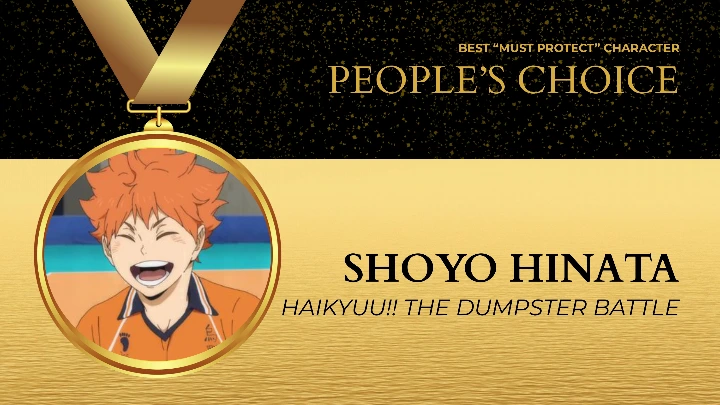 BEST “MUST PROTECT” CHARACTER
PEOPLE’S CHOICE
SHOYO HINATA
HAIKYUU!! THE DUMPSTER BATTLE